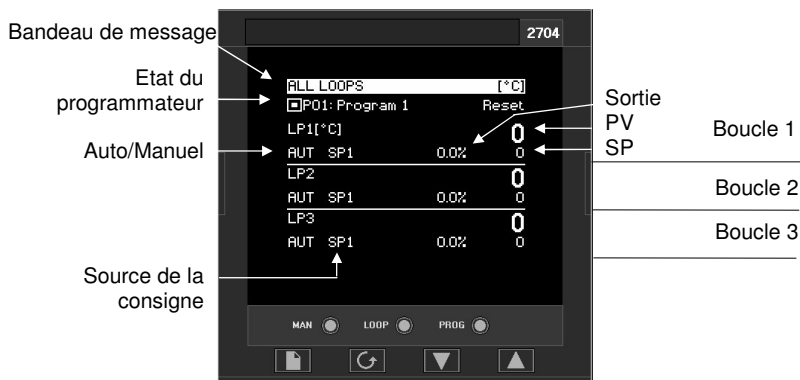 2704
Bandeau de message
ALL LOOPS [°C]
Etat du
programmateur
P01: Program 1 Reset
Sortie
LP1[°C] 0
PV
Boucle 1
Auto/Manuel
AUT SP1 0.0% 0
SP
LP2 0
Boucle 2
AUT SP1 0.0% 0
LP3 0
Boucle 3
AUT SP1 0.0% 0
Source de la
consigne
MAN LOOP PROG